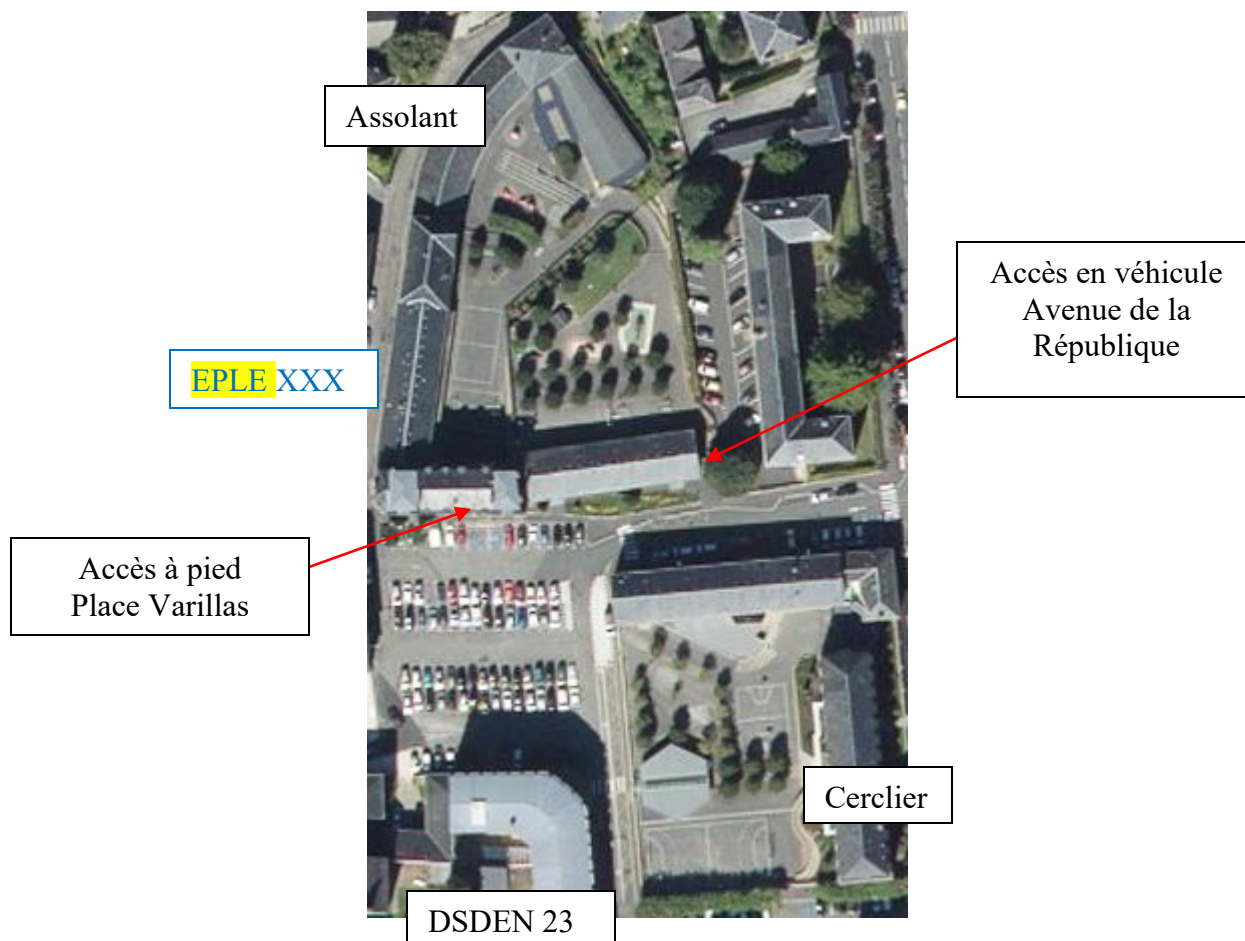 Assolant
Accès en véhicule
Avenue de la
République
EPLE XXX
Accès à pied
Place Varillas
Cerclier
DSDEN 23